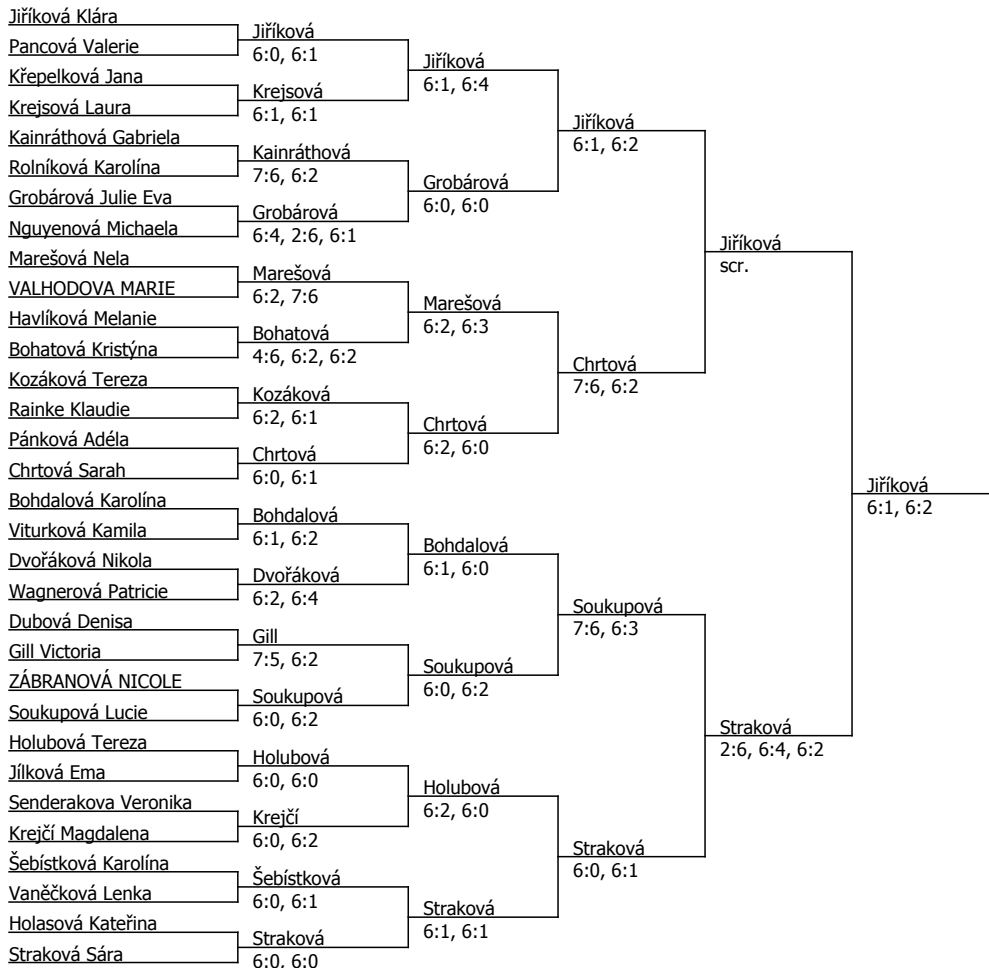 Jiříková Klára
Pancová Valerie
Křepelková Jana
Krejsová Laura
Kainráthová Gabriela
Rolníková Karolína
Grobárová Julie Eva
Nguyenová Michaela
Marešová Nela
VALHODOVA MARIE
Havlíková Melanie
Bohatová Kristýna
Kozáková Tereza
Rainke Klaudie
Pánková Adéla
Chrtová Sarah
Bohdalová Karolína
Viturková Kamila
Dvořáková Nikola
Wagnerová Patricie
Dubová Denisa
Gill Victoria
ZÁBRANOVÁ NICOLE
Soukupová Lucie
Holubová Tereza
Jílková Ema
Senderakova Veronika
Krejčí Magdalena
Šebístková Karolína
Vaněčková Lenka
Holasová Kateřina
Straková Sára
Jiříková
6:0, 6:1
Krejsová
6:1, 6:1
Kainráthová
7:6, 6:2
Grobárová
6:4, 2:6, 6:1
Marešová
6:2, 7:6
Bohatová
4:6, 6:2, 6:2
Kozáková
6:2, 6:1
Chrtová
6:0, 6:1
Bohdalová
6:1, 6:2
Dvořáková
6:2, 6:4
Gill
7:5, 6:2
Soukupová
6:0, 6:2
Holubová
6:0, 6:0
Krejčí
6:0, 6:2
Šebístková
6:0, 6:1
Straková
6:0, 6:0
Jiříková
6:1, 6:4
Grobárová
6:0, 6:0
Marešová
6:2, 6:3
Chrtová
6:2, 6:0
Bohdalová
6:1, 6:0
Soukupová
6:0, 6:2
Holubová
6:2, 6:0
Straková
6:1, 6:1
Jiříková
6:1, 6:2
Chrtová
7:6, 6:2
Soukupová
7:6, 6:3
Straková
6:0, 6:1
Jiříková
scr.
Straková
2:6, 6:4, 6:2
Jiříková
6:1, 6:2